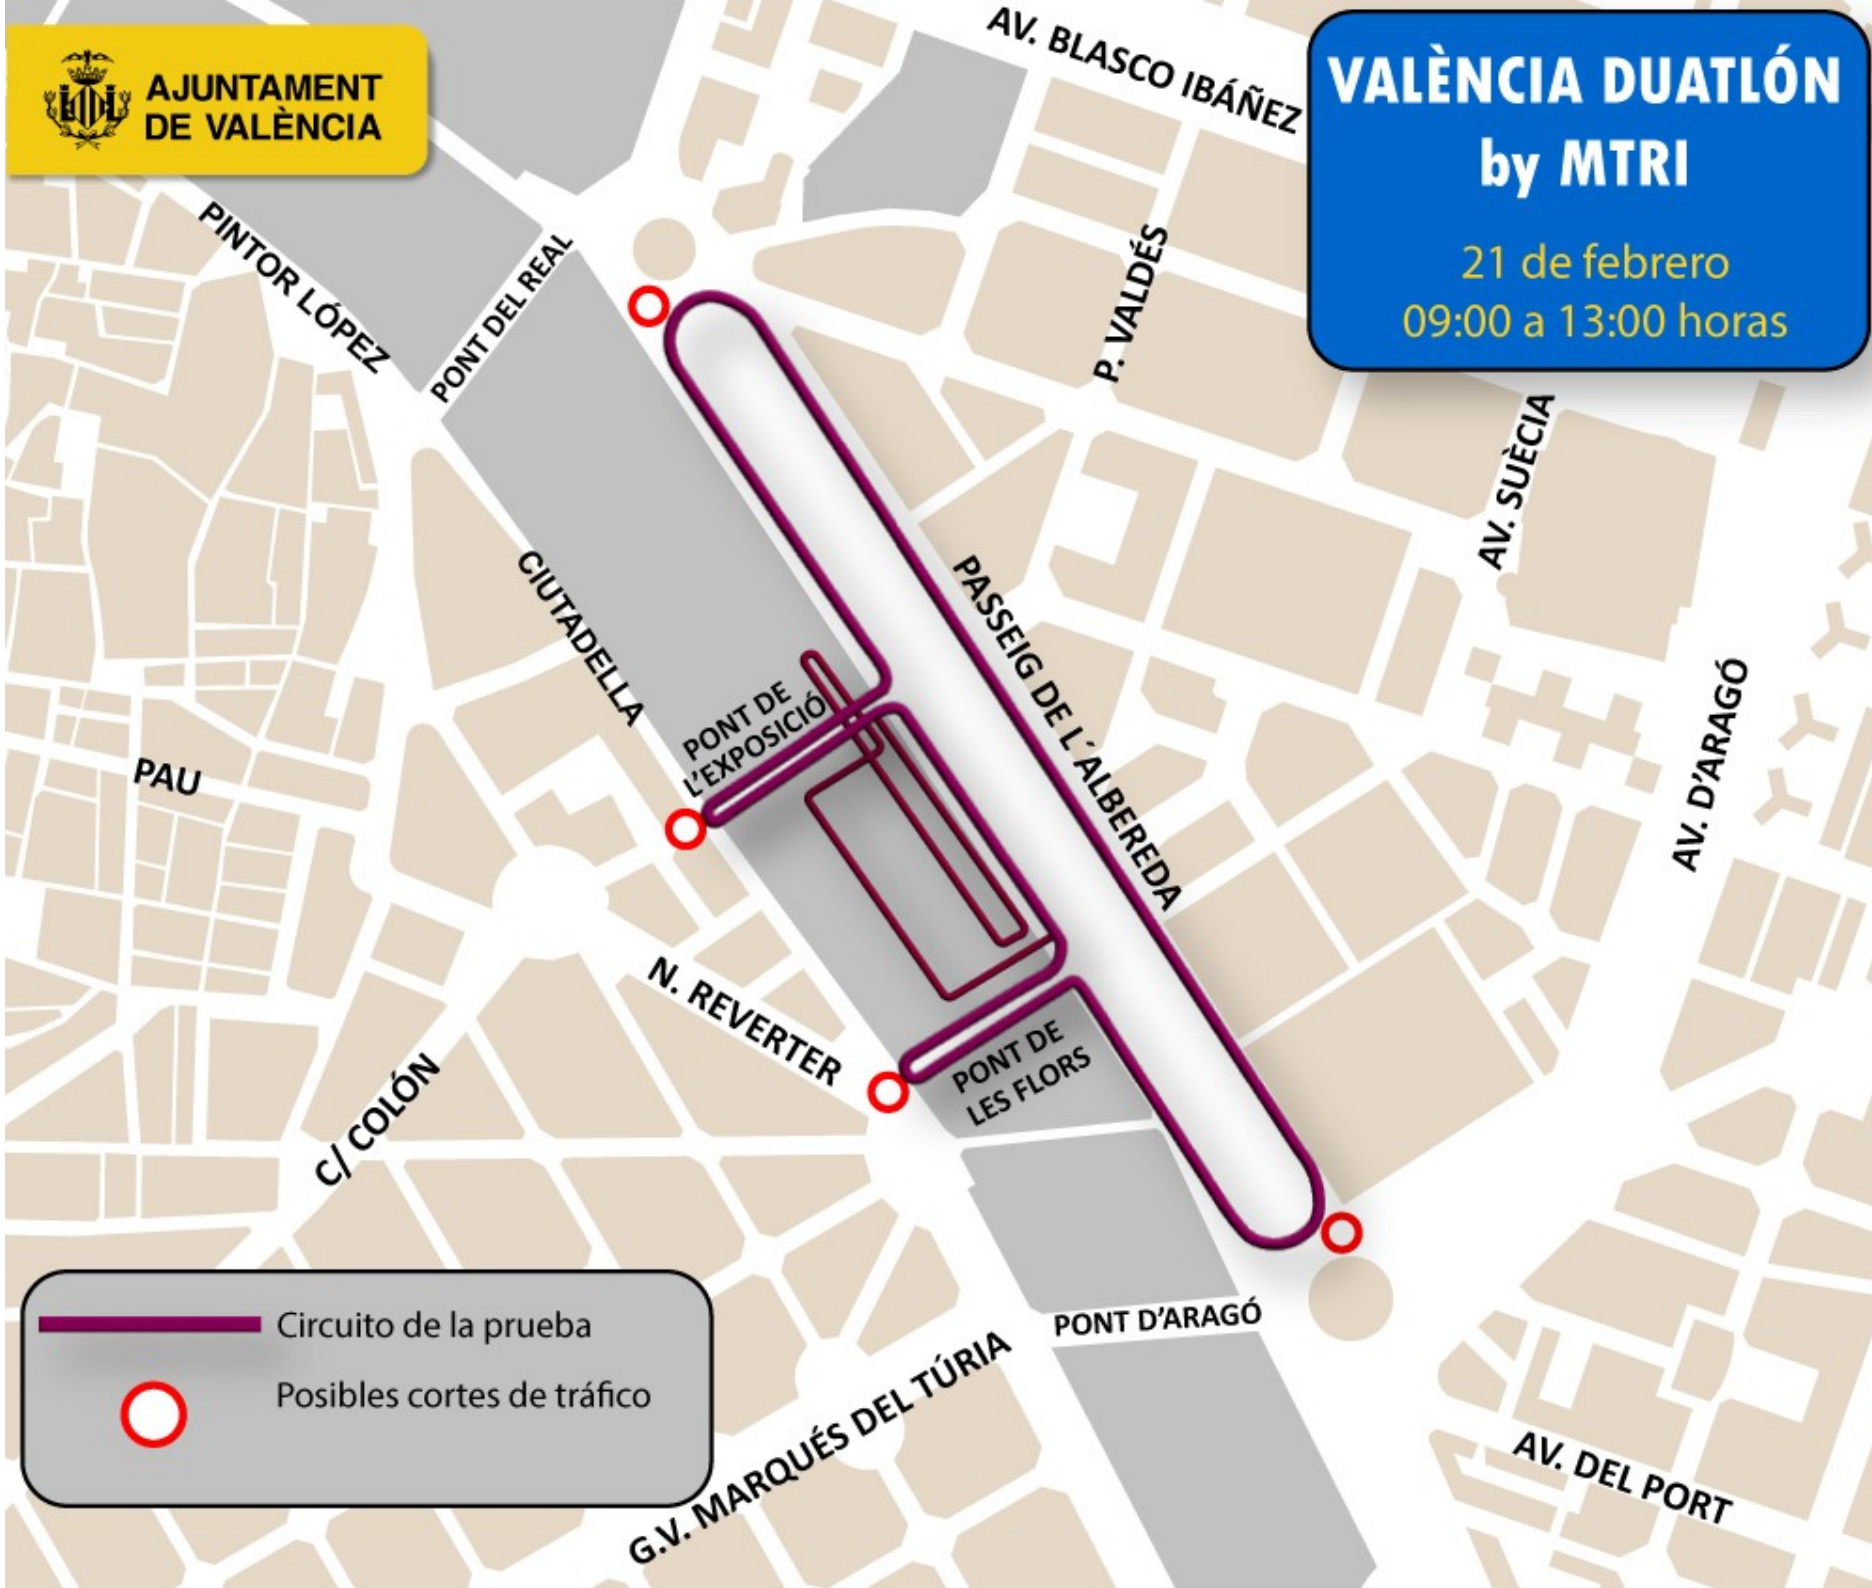 AJUNTAMENT
DE VALÈNCIA
AV. BLASCO IBÁÑEZ
VALÈNCIA DUATLÓN
by MTRI
21 de febrero
09:00 a 13:00 horas
PINTOR LÓPEZ
PONT DEL REAL
P. VALDÉS
AV. SUÈCIA
CIUTADELLA
PASSEIG DE L´ALBEREDA
PONT DE
L'EXPOSICIÓ
AV. D'ARAGÓ
PAU
N. REVERTER
PONT DE
LES FLORS
C/ COLÓN
PONT D'ARAGÓ
G.V. MARQUÉS DEL TÚRIA
AV. DEL PORT
Circuito de la prueba
Posibles cortes de tráfico